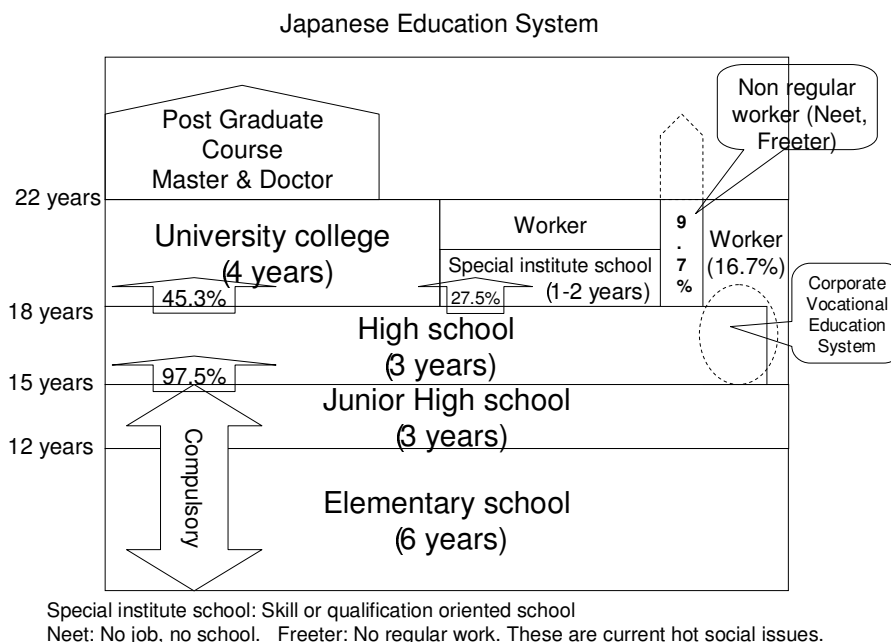 Japanese Education System
Non regular
worker (Neet,
Freeter)
Post Graduate
Course
Master & Doctor
22 years
University college
(4 years)
Worker
Special institute school
(1-2 years)
9.7%
Worker
(16.7%)
Corporate
Vocational
Education
System
45.3%
27.5%
18 years
High school
(3 years)
97.5%
15 years
Junior High school
(3 years)
12 years
Compulsory
Elementary school
(6 years)
Special institute school: Skill or qualification oriented school
Neet: No job, no school. Freeter: No regular work. These are current hot social issues.